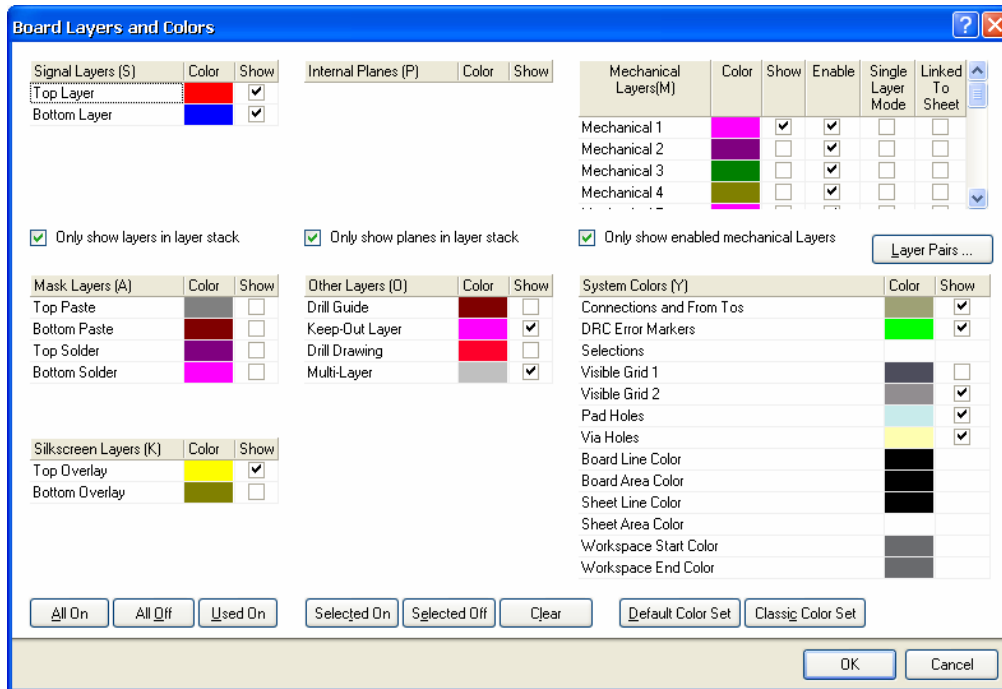 Board Layers and Colors
Signal Layers (S) Color Show
Top Layer
Bottom Layer
Internal Planes (P) Color Show
Mechanical Layers(M) Color Show Enable Single Layer Mode Linked To Sheet
Mechanical 1
Mechanical 2
Mechanical 3
Mechanical 4
Only show layers in layer stack
Only show planes in layer stack
Only show enabled mechanical Layers
Layer Pairs ...
Mask Layers (A) Color Show
Top Paste
Bottom Paste
Top Solder
Bottom Solder
Other Layers (O) Color Show
Drill Guide
Keep-Out Layer
Drill Drawing
Multi-Layer
System Colors (Y) Color Show
Connections and From Tos
DRC Error Markers
Selections
Visible Grid 1
Visible Grid 2
Pad Holes
Via Holes
Board Line Color
Board Area Color
Sheet Line Color
Sheet Area Color
Workspace Start Color
Workspace End Color
Silkscreen Layers (K) Color Show
Top Overlay
Bottom Overlay
All On All Off Used On Selected On Selected Off Clear Default Color Set Classic Color Set
OK Cancel